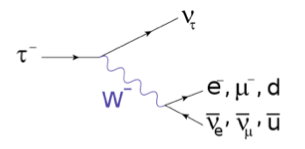 ν_τ
τ⁻
W⁻
e⁻, μ⁻, d
ν̅_e, ν̅_μ, u̅